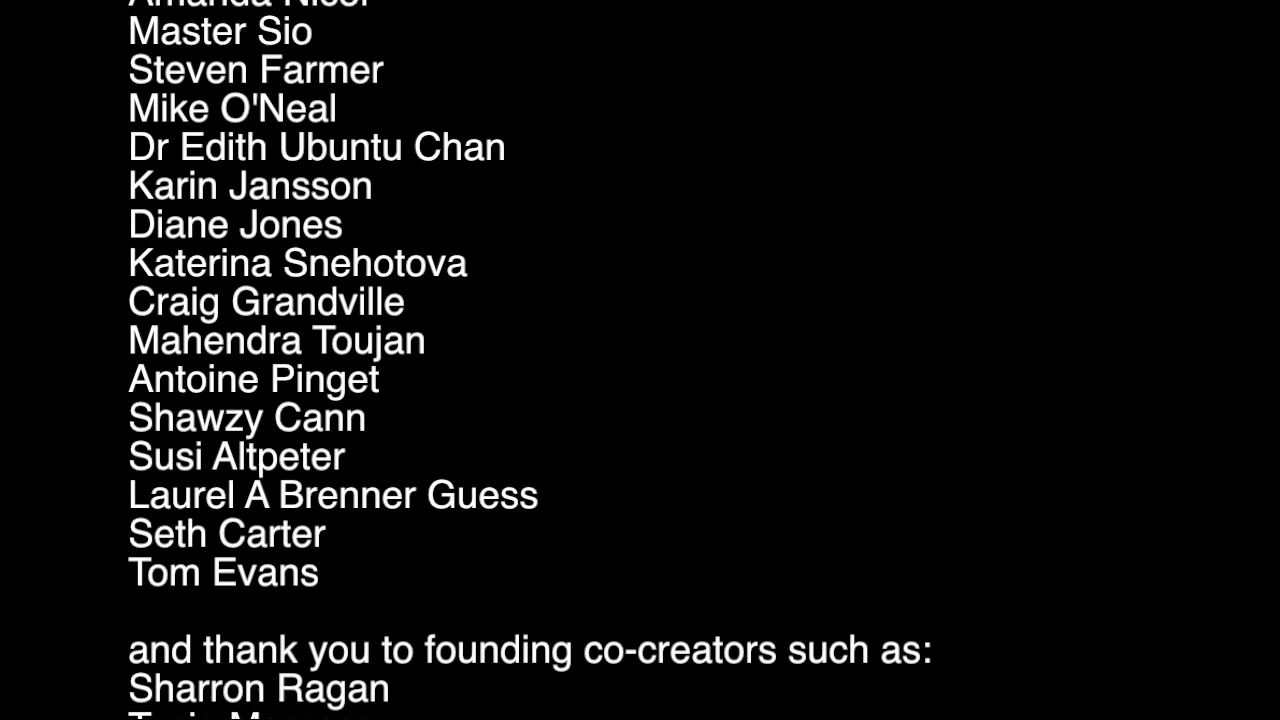 Master Sio
Steven Farmer
Mike O'Neal
Dr Edith Ubuntu Chan
Karin Jansson
Diane Jones
Katerina Snehotova
Craig Grandville
Mahendra Toujan
Antoine Pinget
Shawzy Cann
Susi Altpeter
Laurel A Brenner Guess
Seth Carter
Tom Evans
and thank you to founding co-creators such as:
Sharron Ragan